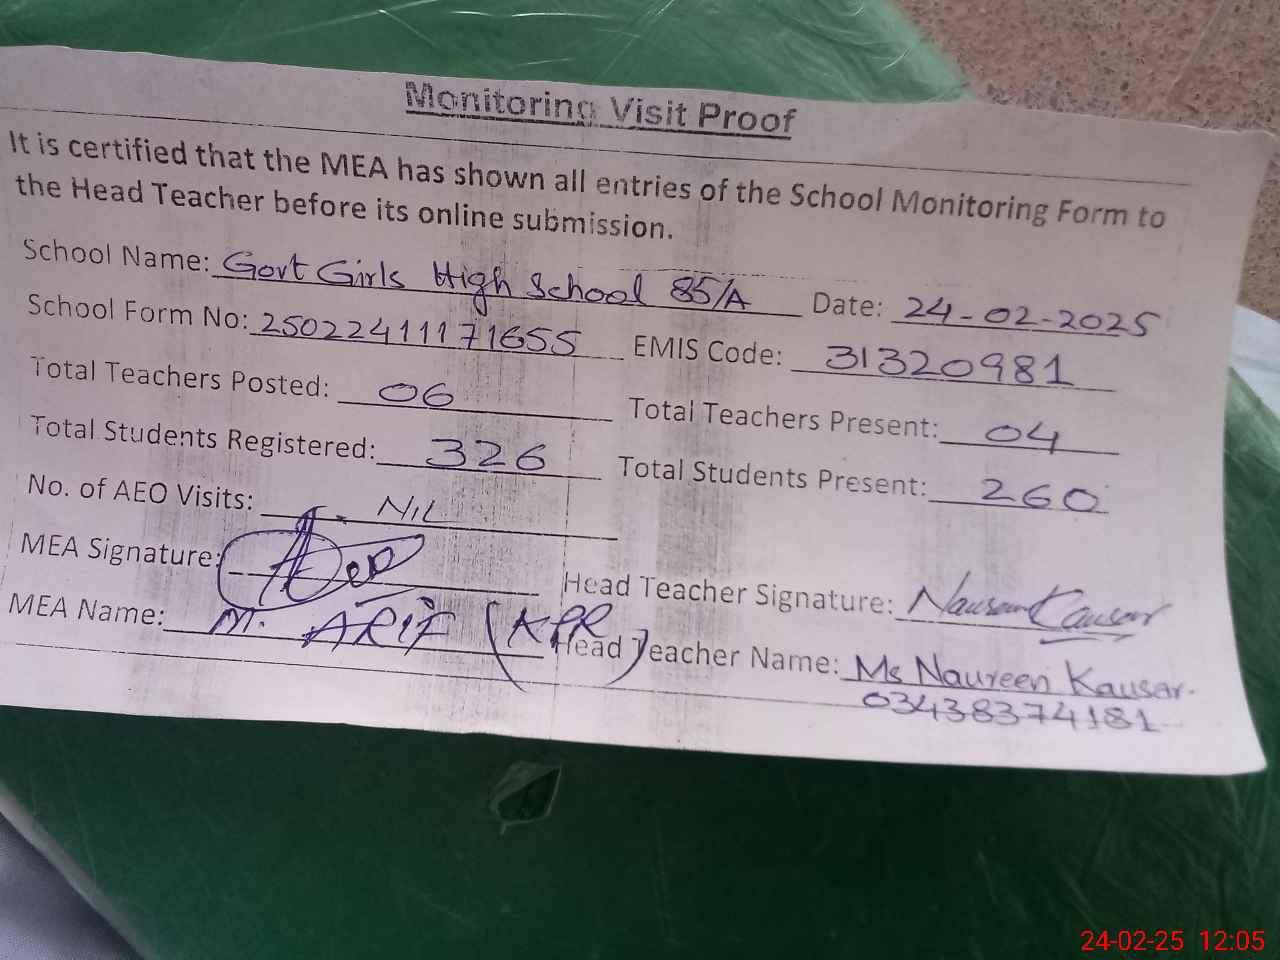 Monitoring Visit Proof
It is certified that the MEA has shown all entries of the School Monitoring Form to
the Head Teacher before its online submission.
School Name: Govt Girls High School 85/A Date: 24-02-2025
School Form No: 25022411171655 EMIS Code: 31320981
Total Teachers Posted: 06 Total Teachers Present: 04
Total Students Registered: 326 Total Students Present: 260
No. of AEO Visits: NIL
MEA Signature: Head Teacher Signature: Naureen Kausar
MEA Name: M. ARIF (KPR) Head Teacher Name: Ms Naureen Kausar.
03438374181
24-02-25 12:05